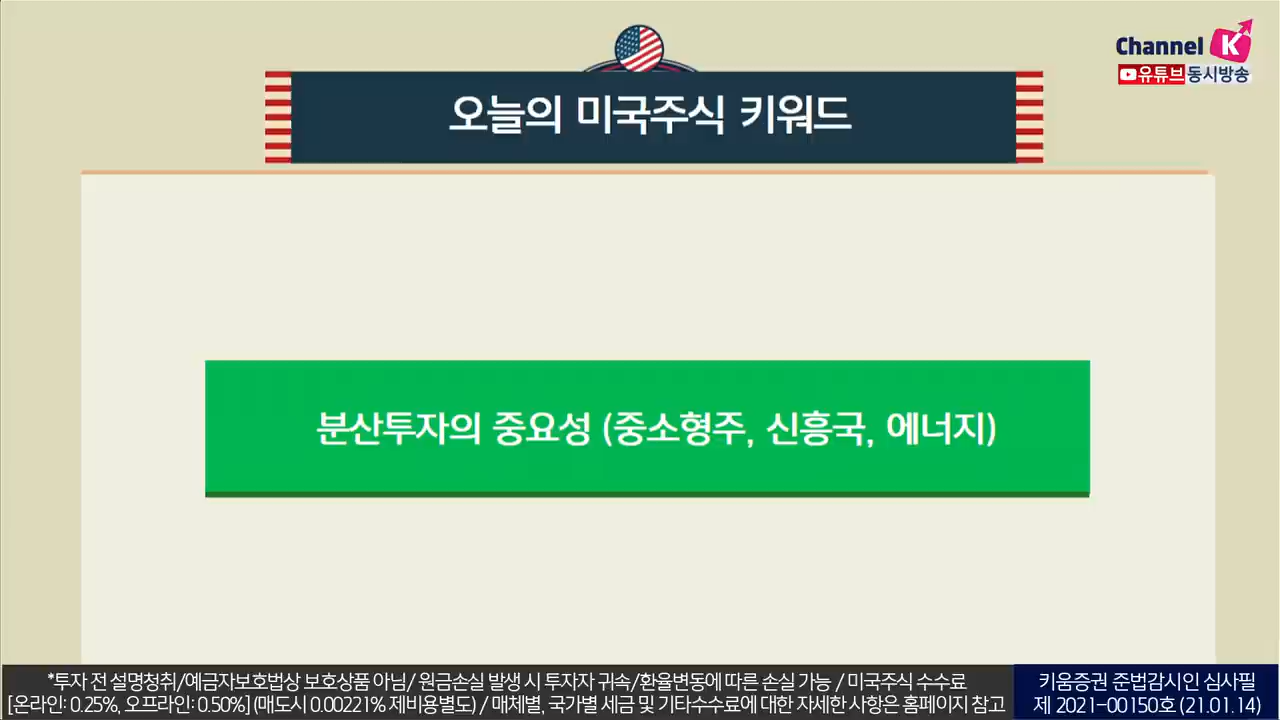 Channel K
유튜브 동시방송
오늘의 미국주식 키워드
분산투자의 중요성 (중소형주, 신흥국, 에너지)
*투자 전 설명청취/예금자보호법상 보호상품 아님/ 원금손실 발생 시 투자자 귀속/환율변동에 따른 손실 가능 / 미국주식 수수료
[온라인: 0.25%, 오프라인: 0.50%] (매도시 0.00221% 제비용별도) / 매체별, 국가별 세금 및 기타수수료에 대한 자세한 사항은 홈페이지 참고
키움증권 준법감시인 심사필
제 2021-00150호 (21.01.14)